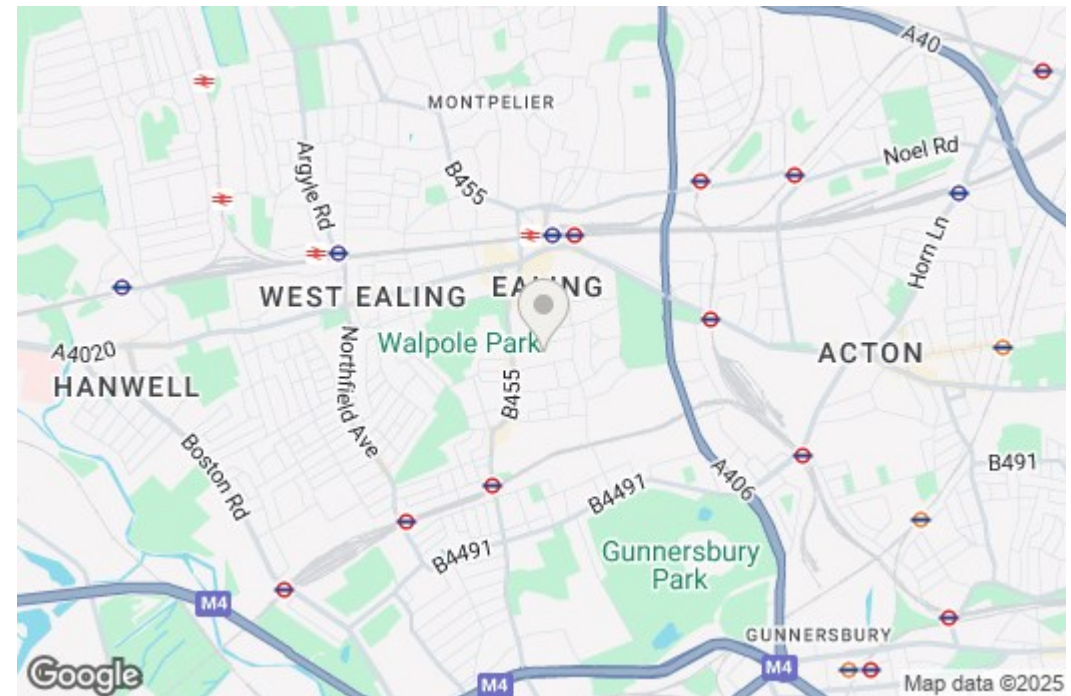 A40
MONTPELIER
Argyle Rd
Noel Rd
B455
Horn Ln
WEST EALING
EALING
A4020
Walpole Park
ACTON
HANWELL
Northfield Ave
B455
Boston Rd
B491
A406
B4491
B4491
Gunnersbury
Park
M4
GUNNERSBURY
M4
M4
Google
Map data ©2025